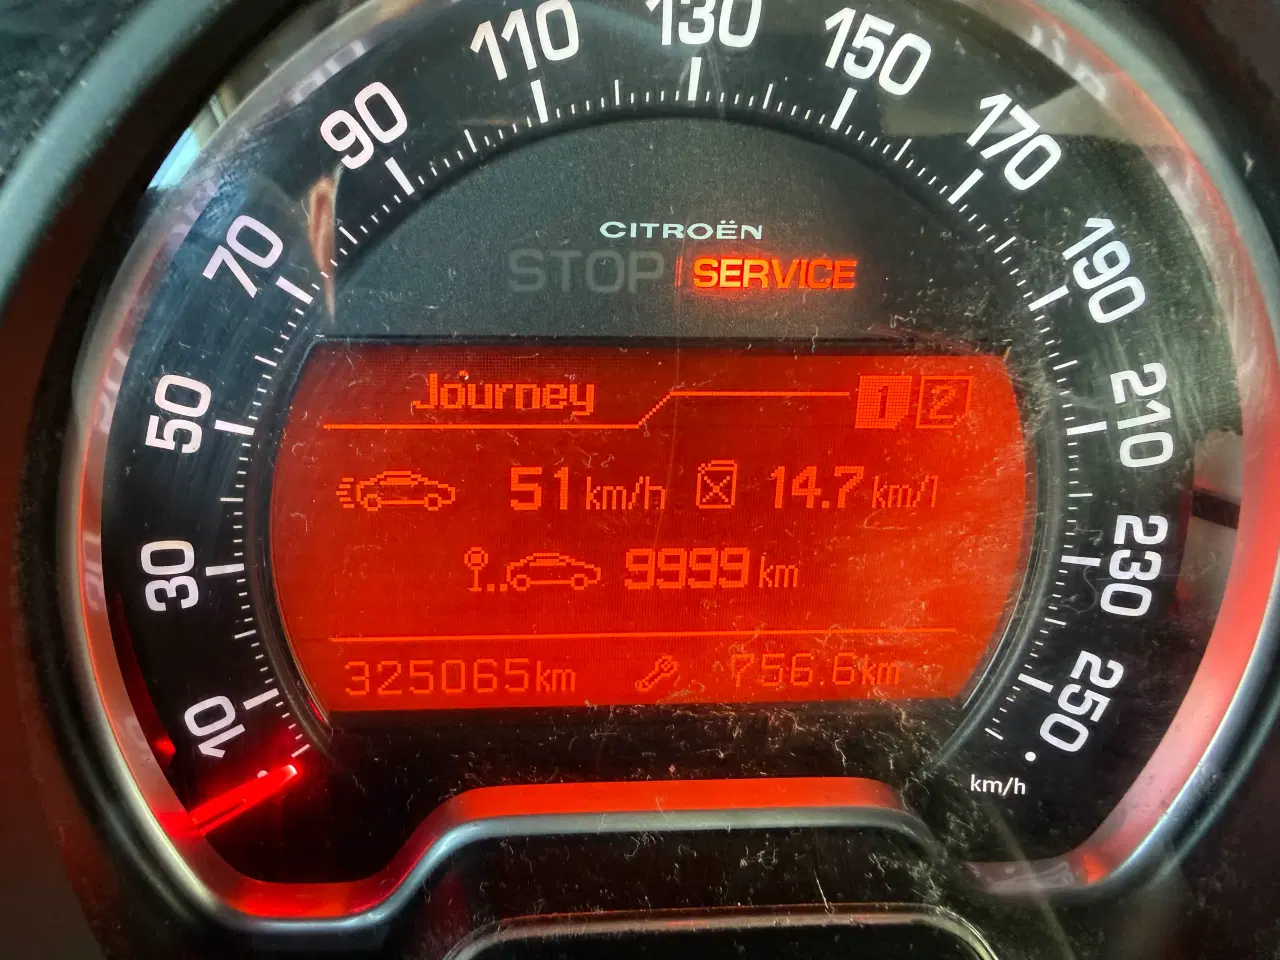 10
30
50
70
90
110
130
150
170
190
210
230
250
km/h
CITROËN
STOP SERVICE
Journey 1 2
51 km/h 14.7 km/l
9999 km
325065km 756.6km